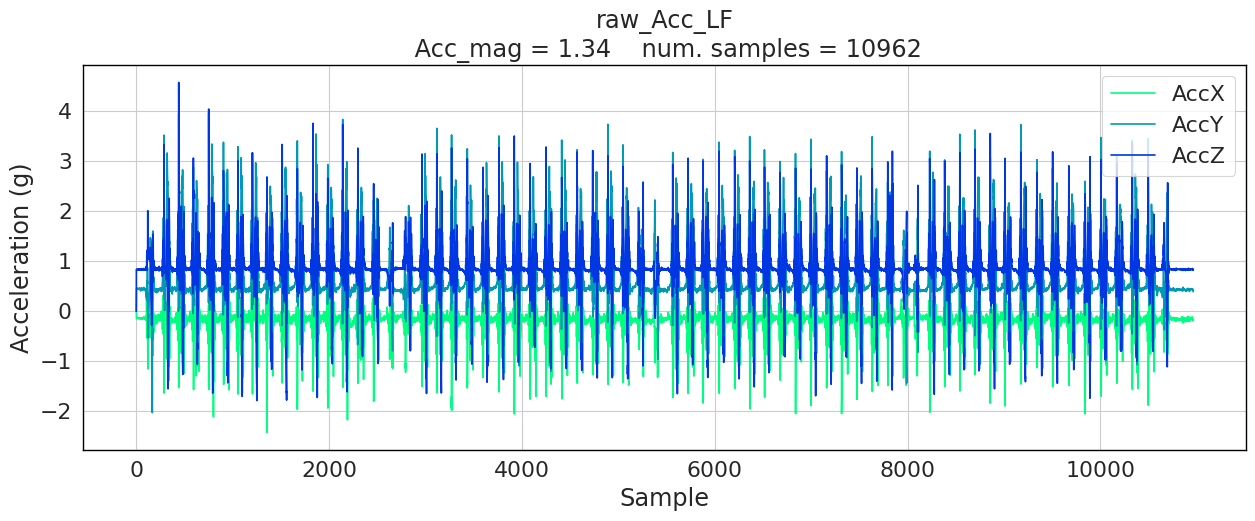 raw_Acc_LF
Acc_mag = 1.34    num. samples = 10962
Acceleration (g)
4
3
2
1
0
−1
−2
AccX
AccY
AccZ
0 2000 4000 6000 8000 10000
Sample